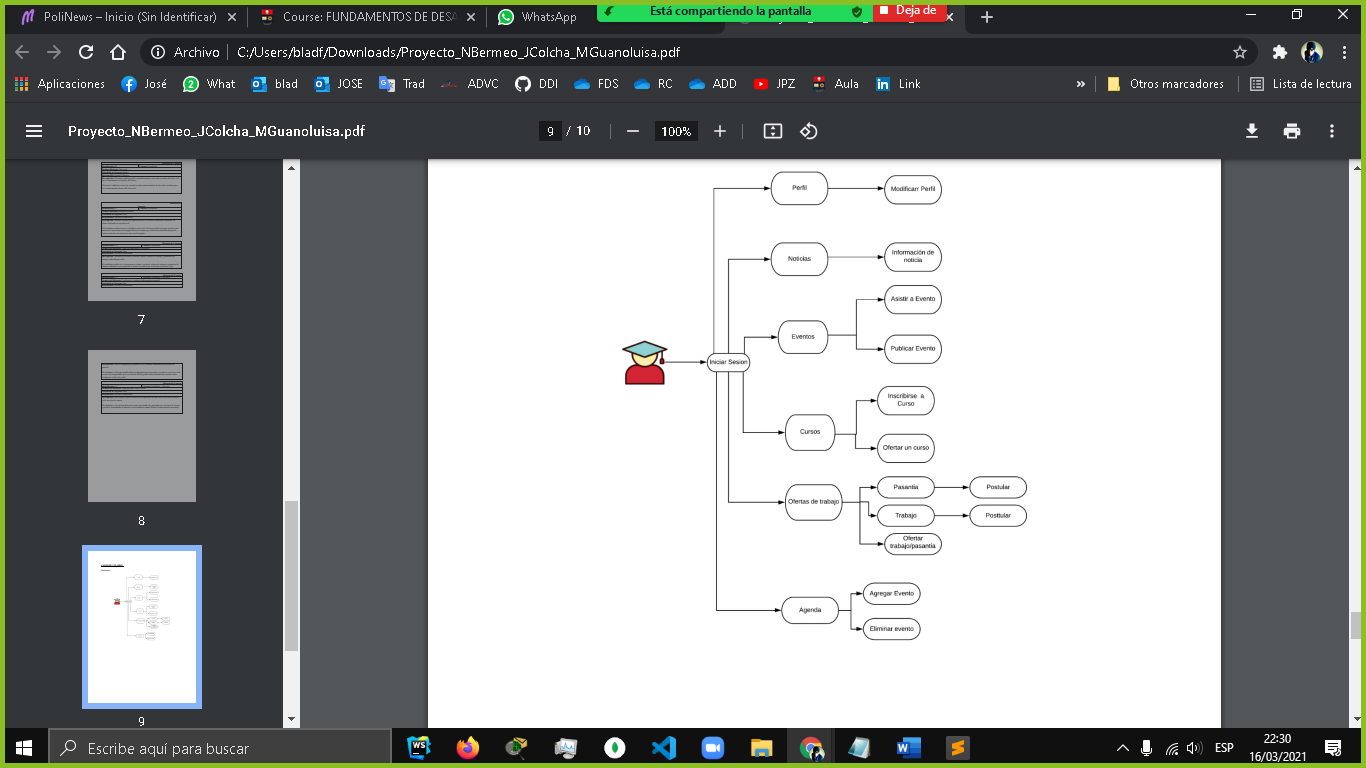 PoliNews – Inicio (Sin Identificar)
Course: FUNDAMENTOS DE DESA
WhatsApp
Está compartiendo la pantalla
Deja de
Archivo
C:/Users/bladf/Downloads/Proyecto_NBermeo_JColcha_MGuanoluisa.pdf
Aplicaciones
José
2
What
blad
JOSE
Trad
ADVC
DDI
FDS
RC
ADD
JPZ
Aula
Link
»
Otros marcadores
Lista de lectura
Proyecto_NBermeo_JColcha_MGuanoluisa.pdf
9 / 10
100%
7
8
9
Perfil
Modificarr Perfil
Noticias
Información de
noticia
Asistir a Evento
Eventos
Publicar Evento
Iniciar Sesion
Inscribirse a
Curso
Cursos
Ofertar un curso
Pasantia
Postular
Ofertas de trabajo
Trabajo
Posttular
Ofertar
trabajo/pasantia
Agregar Evento
Agenda
Eliminar evento
Escribe aquí para buscar
WS
ESP
22:30
16/03/2021